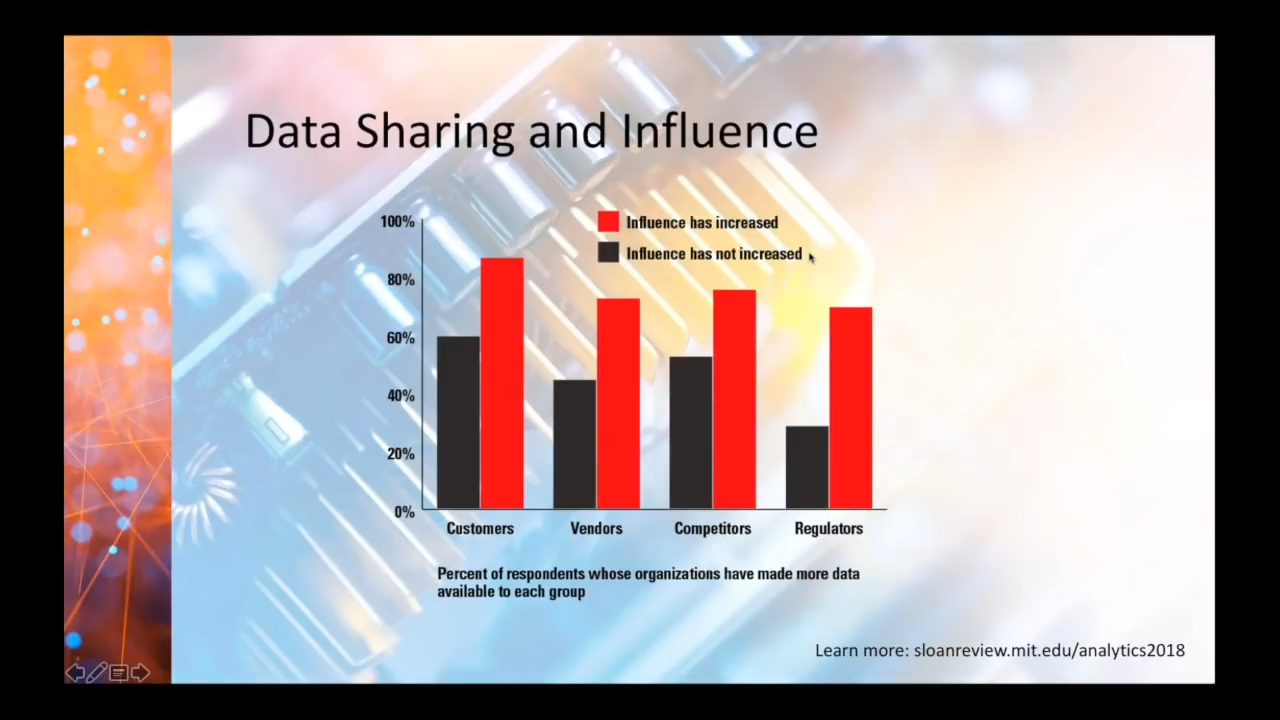 Data Sharing and Influence
100%
80%
60%
40%
20%
0%
Influence has increased
Influence has not increased
Customers
Vendors
Competitors
Regulators
Percent of respondents whose organizations have made more data
available to each group
Learn more: sloanreview.mit.edu/analytics2018